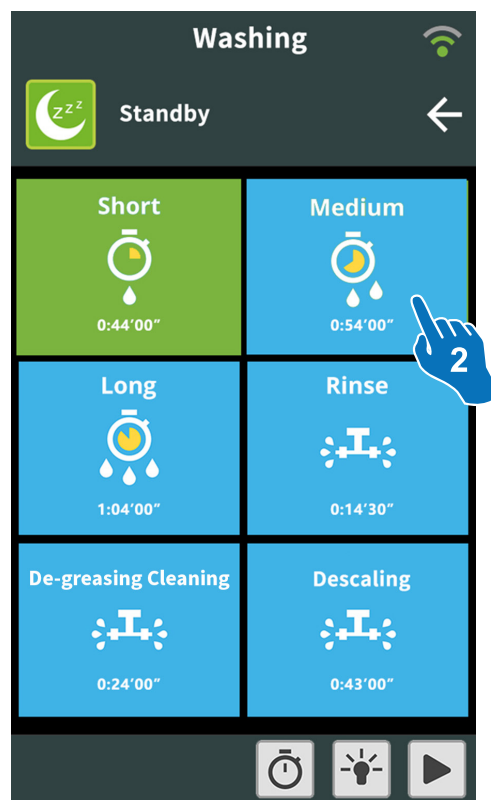 Washing
zzz
Standby
Short
0:44’00”
Medium
0:54’00”
2
Long
1:04’00”
Rinse
0:14’30”
De-greasing Cleaning
0:24’00”
Descaling
0:43’00”